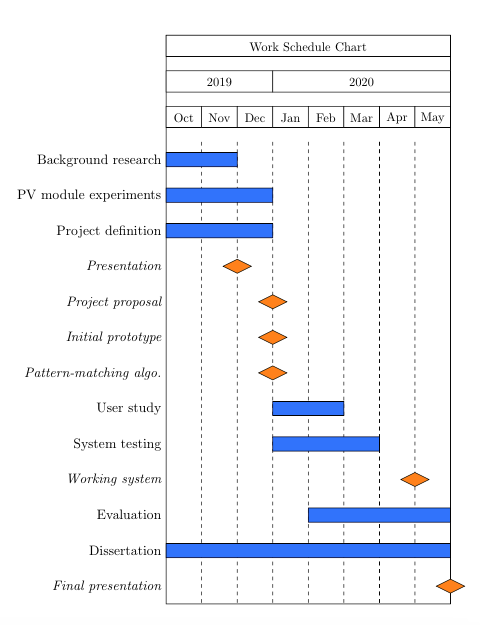 Work Schedule Chart
2019 2020
Oct Nov Dec Jan Feb Mar Apr May
Background research
PV module experiments
Project definition
Presentation
Project proposal
Initial prototype
Pattern-matching algo.
User study
System testing
Working system
Evaluation
Dissertation
Final presentation